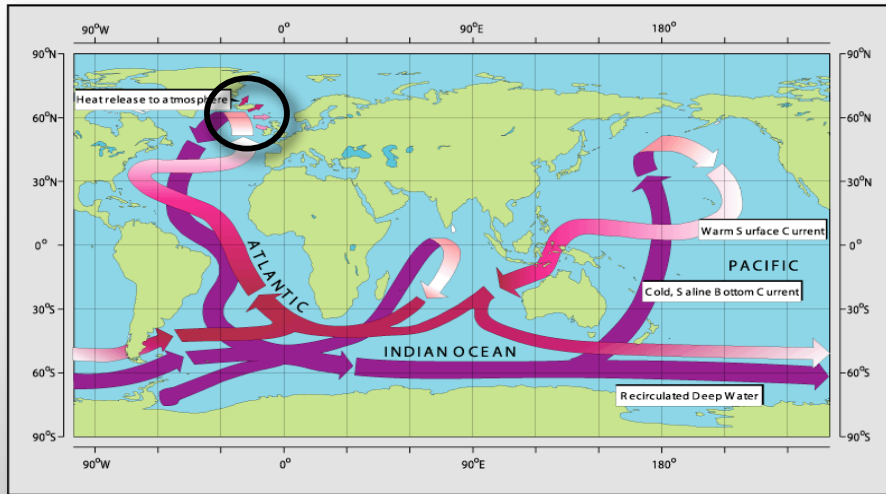 90°W 0° 90°E 180°
90°N 90°N
Heat release to atmosphere
60°N 60°N
30°N 30°N
Warm Surface Current
0° 0°
ATLANTIC
PACIFIC
Cold, Saline Bottom Current
30°S 30°S
INDIAN OCEAN
60°S 60°S
Recirculated Deep Water
90°S 90°S
90°W 0° 90°E 180°